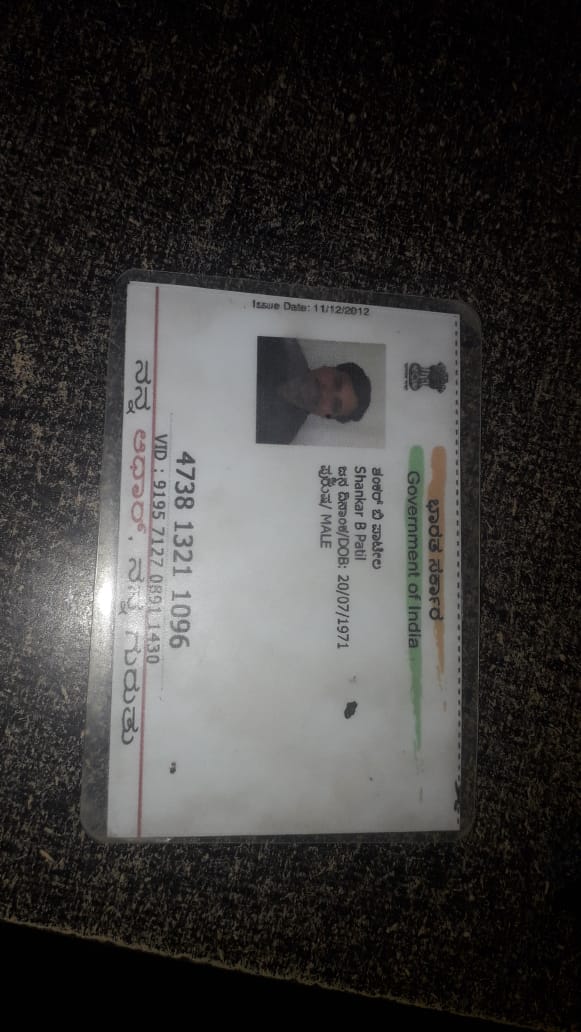 ಭಾರತ ಸರ್ಕಾರ
Government of India
ಶಂಕರ್ ಬಿ ಪಾಟೀಲ
Shankar B Patil
ಜನ್ಮ ದಿನಾಂಕ/DOB: 20/07/1971
ಪುರುಷ/ MALE
Issue Date: 11/12/2012
4738 1321 1096
VID : 9195 7127 0891 1430
ನನ್ನ ಆಧಾರ್, ನನ್ನ ಗುರುತು